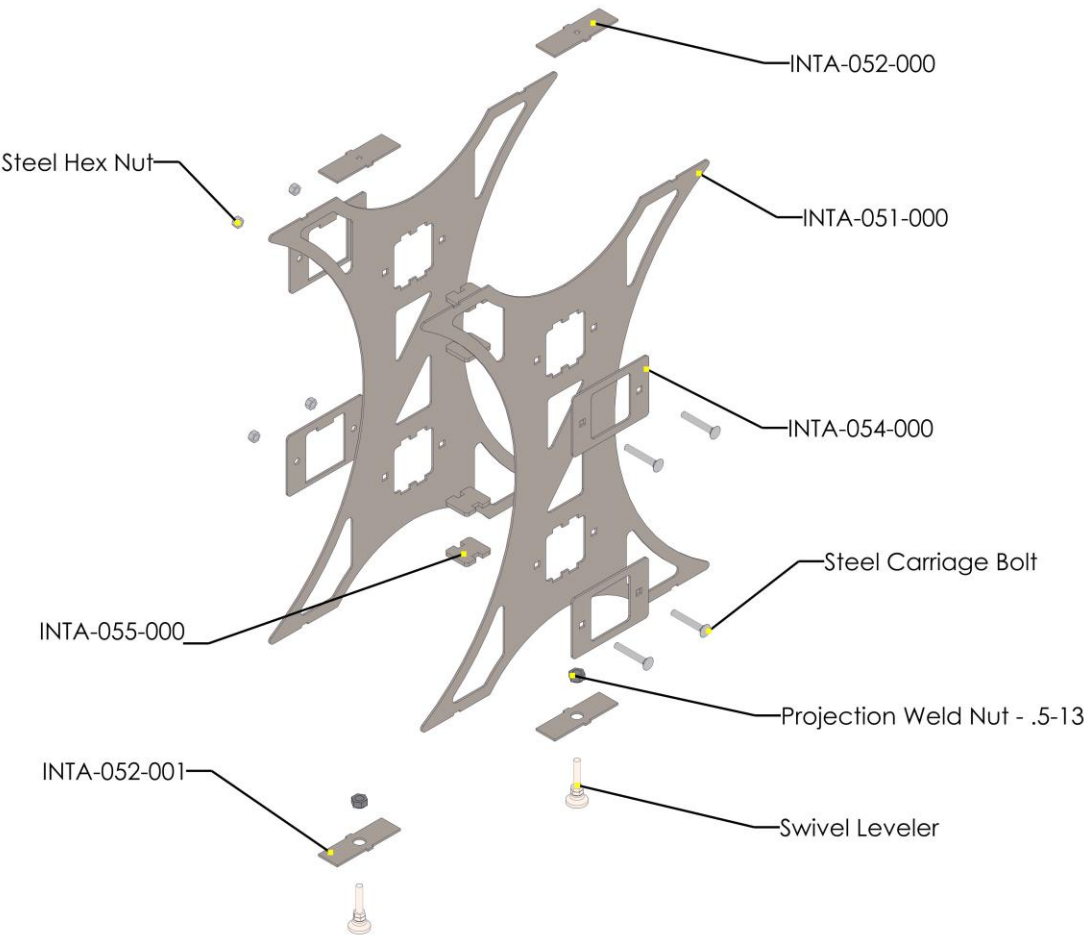 INTA-052-000
Steel Hex Nut
INTA-051-000
INTA-054-000
Steel Carriage Bolt
INTA-055-000
Projection Weld Nut - .5-13
INTA-052-001
Swivel Leveler